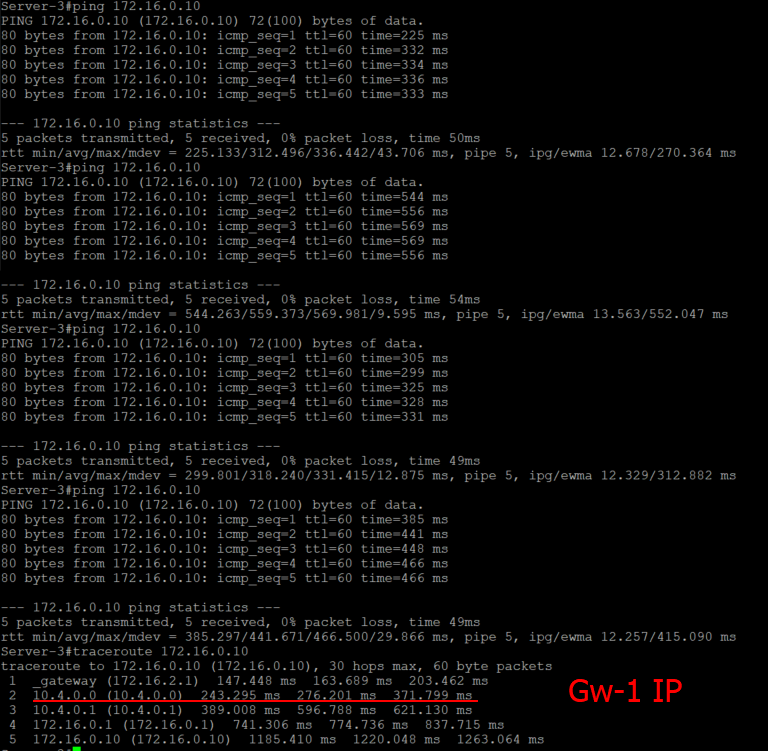 Server-3#ping 172.16.0.10
PING 172.16.0.10 (172.16.0.10) 72(100) bytes of data.
80 bytes from 172.16.0.10: icmp_seq=1 ttl=60 time=225 ms
80 bytes from 172.16.0.10: icmp_seq=2 ttl=60 time=332 ms
80 bytes from 172.16.0.10: icmp_seq=3 ttl=60 time=334 ms
80 bytes from 172.16.0.10: icmp_seq=4 ttl=60 time=336 ms
80 bytes from 172.16.0.10: icmp_seq=5 ttl=60 time=333 ms
--- 172.16.0.10 ping statistics ---
5 packets transmitted, 5 received, 0% packet loss, time 50ms
rtt min/avg/max/mdev = 225.133/312.496/336.442/43.706 ms, pipe 5, ipg/ewma 12.678/270.364 ms
Server-3#ping 172.16.0.10
PING 172.16.0.10 (172.16.0.10) 72(100) bytes of data.
80 bytes from 172.16.0.10: icmp_seq=1 ttl=60 time=544 ms
80 bytes from 172.16.0.10: icmp_seq=2 ttl=60 time=556 ms
80 bytes from 172.16.0.10: icmp_seq=3 ttl=60 time=569 ms
80 bytes from 172.16.0.10: icmp_seq=4 ttl=60 time=569 ms
80 bytes from 172.16.0.10: icmp_seq=5 ttl=60 time=556 ms
--- 172.16.0.10 ping statistics ---
5 packets transmitted, 5 received, 0% packet loss, time 54ms
rtt min/avg/max/mdev = 544.263/559.373/569.981/9.595 ms, pipe 5, ipg/ewma 13.563/552.047 ms
Server-3#ping 172.16.0.10
PING 172.16.0.10 (172.16.0.10) 72(100) bytes of data.
80 bytes from 172.16.0.10: icmp_seq=1 ttl=60 time=305 ms
80 bytes from 172.16.0.10: icmp_seq=2 ttl=60 time=299 ms
80 bytes from 172.16.0.10: icmp_seq=3 ttl=60 time=325 ms
80 bytes from 172.16.0.10: icmp_seq=4 ttl=60 time=328 ms
80 bytes from 172.16.0.10: icmp_seq=5 ttl=60 time=331 ms
--- 172.16.0.10 ping statistics ---
5 packets transmitted, 5 received, 0% packet loss, time 49ms
rtt min/avg/max/mdev = 299.801/318.240/331.415/12.875 ms, pipe 5, ipg/ewma 12.329/312.882 ms
Server-3#ping 172.16.0.10
PING 172.16.0.10 (172.16.0.10) 72(100) bytes of data.
80 bytes from 172.16.0.10: icmp_seq=1 ttl=60 time=385 ms
80 bytes from 172.16.0.10: icmp_seq=2 ttl=60 time=441 ms
80 bytes from 172.16.0.10: icmp_seq=3 ttl=60 time=448 ms
80 bytes from 172.16.0.10: icmp_seq=4 ttl=60 time=466 ms
80 bytes from 172.16.0.10: icmp_seq=5 ttl=60 time=466 ms
--- 172.16.0.10 ping statistics ---
5 packets transmitted, 5 received, 0% packet loss, time 49ms
rtt min/avg/max/mdev = 385.297/441.671/466.500/29.866 ms, pipe 5, ipg/ewma 12.257/415.090 ms
Server-3#traceroute 172.16.0.10
traceroute to 172.16.0.10 (172.16.0.10), 30 hops max, 60 byte packets
1 _gateway (172.16.2.1) 147.448 ms 163.689 ms 203.462 ms
2 10.4.0.0 (10.4.0.0) 243.295 ms 276.201 ms 371.799 ms
Gw-1 IP
3 10.4.0.1 (10.4.0.1) 389.008 ms 596.788 ms 621.130 ms
4 172.16.0.1 (172.16.0.1) 741.306 ms 774.736 ms 837.715 ms
5 172.16.0.10 (172.16.0.10) 1185.410 ms 1220.048 ms 1263.064 ms